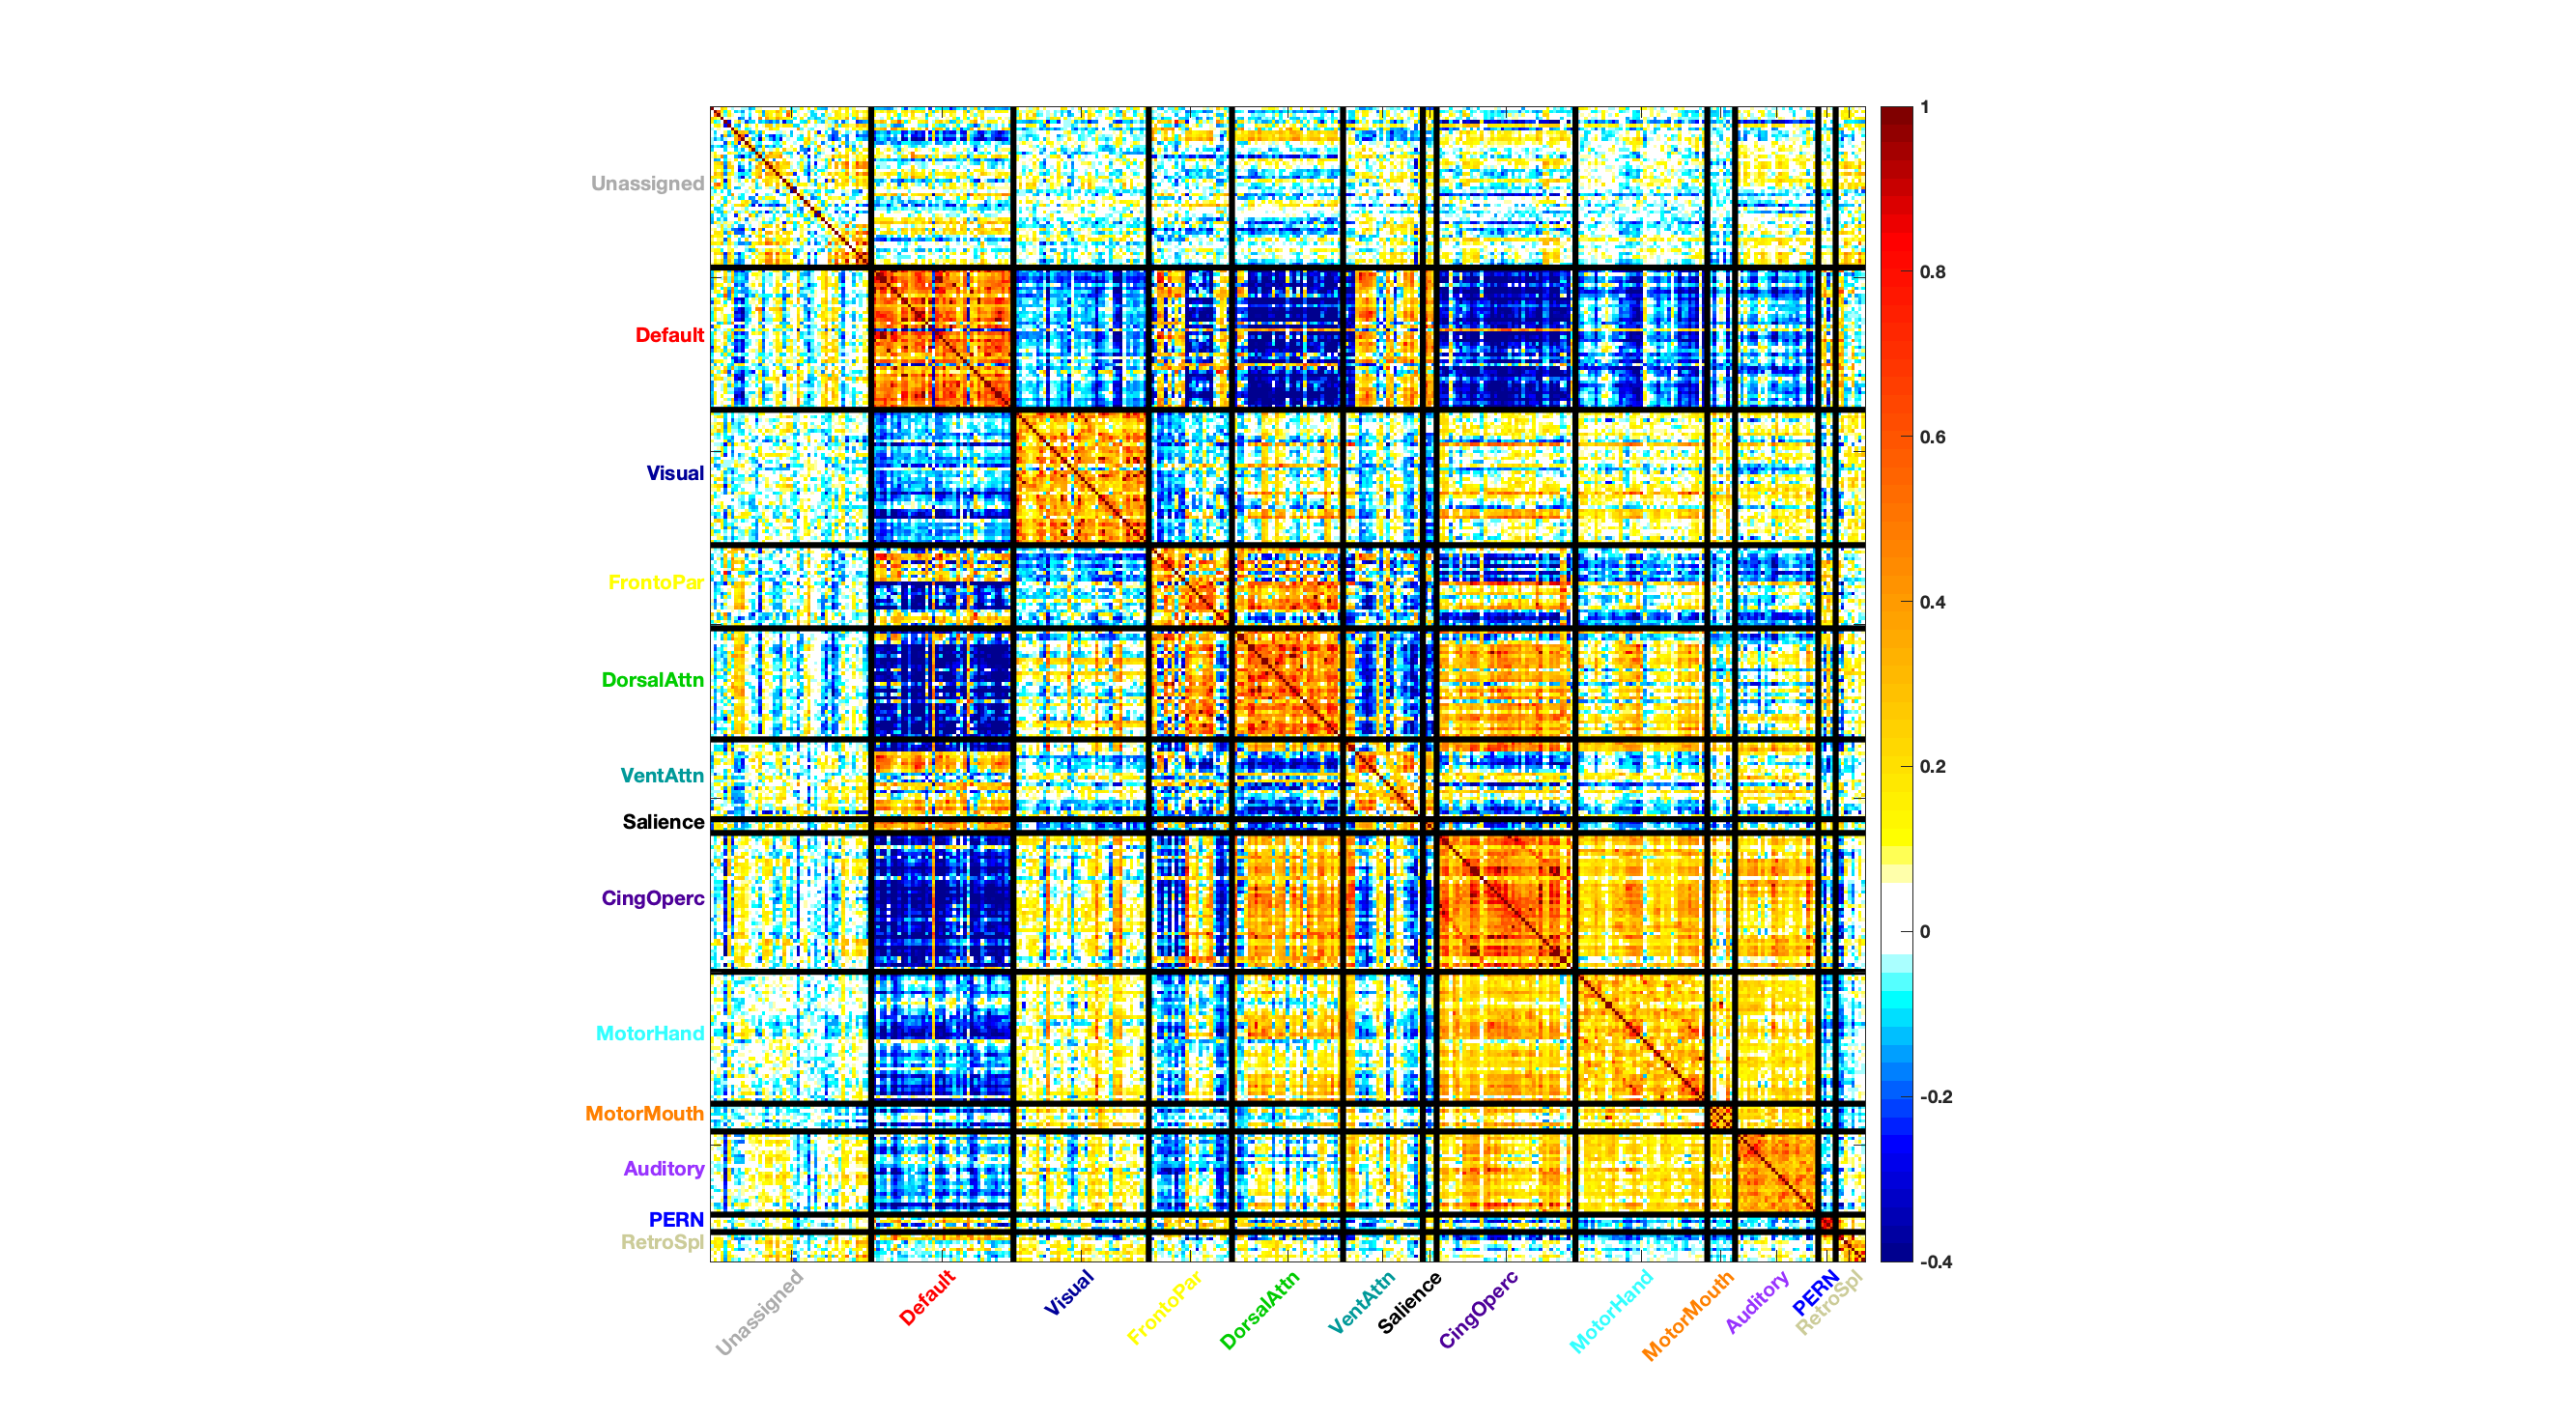 Unassigned
Default
Visual
FrontoPar
DorsalAttn
VentAttn
Salience
CingOperc
MotorHand
MotorMouth
Auditory
PERN
RetroSpl
Unassigned
Default
Visual
FrontoPar
DorsalAttn
VentAttn
Salience
CingOperc
MotorHand
MotorMouth
Auditory
PERN
RetroSpl
1
0.8
0.6
0.4
0.2
0
-0.2
-0.4